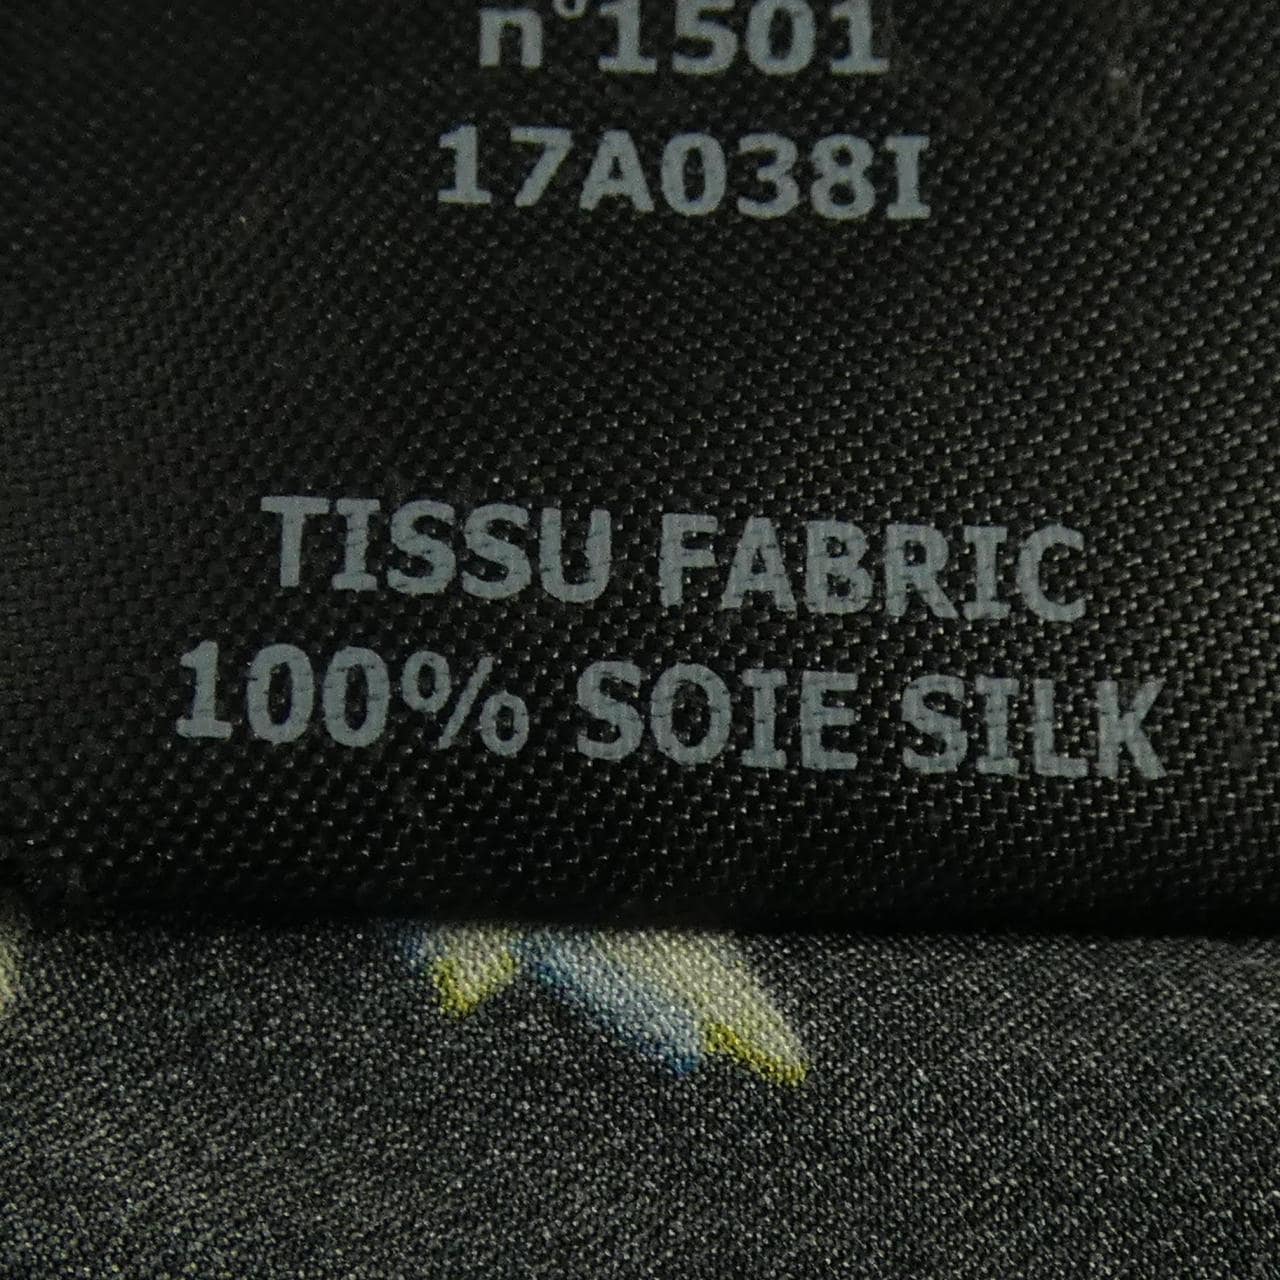 n°1501
17A038I
TISSU FABRIC
100% SOIE SILK